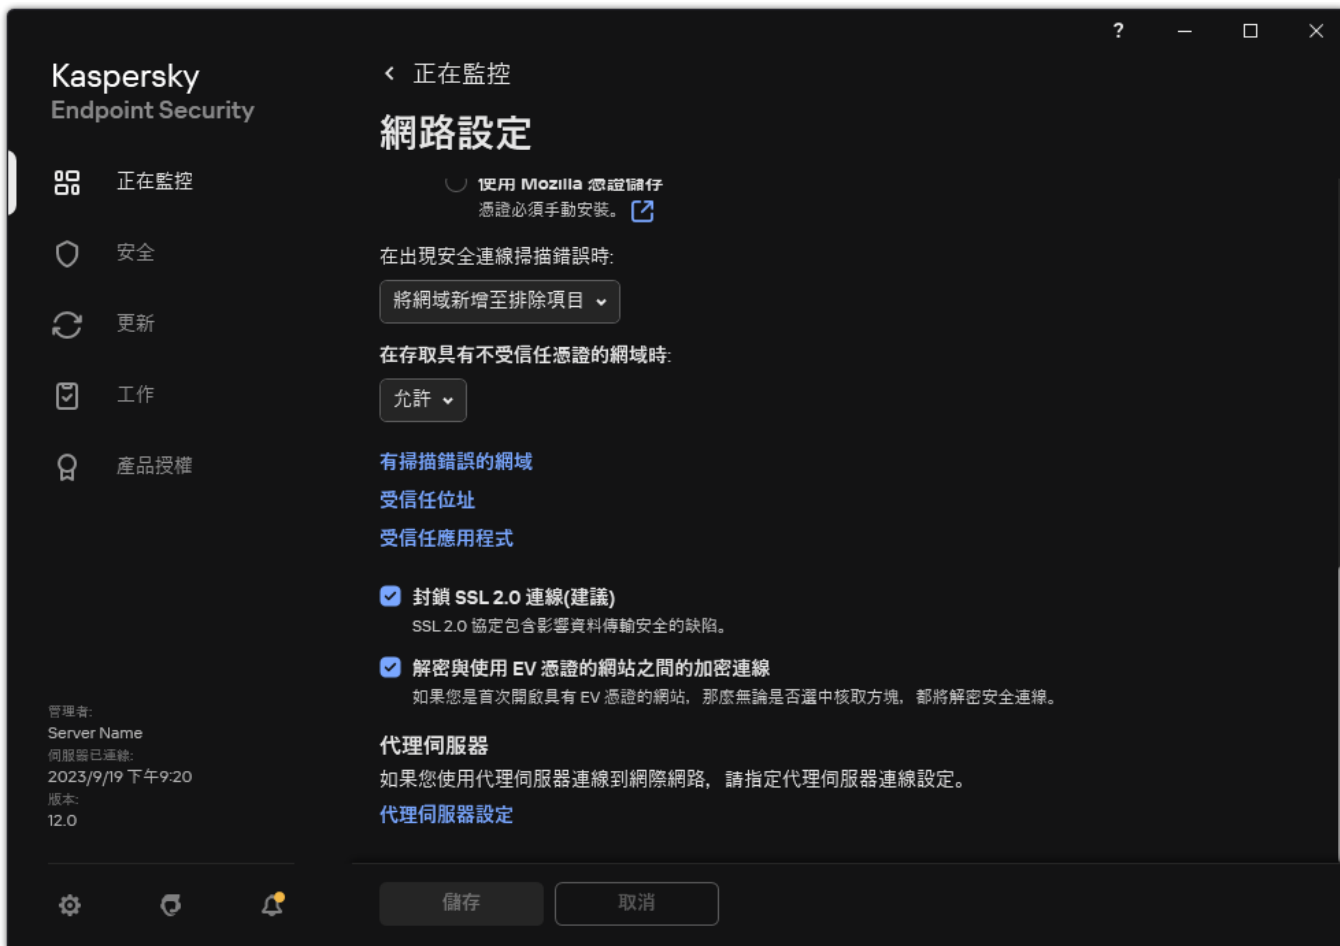 ?
Kaspersky
Endpoint Security
正在監控
安全
更新
工作
產品授權
管理者:
Server Name
伺服器已連線:
2023/9/19 下午9:20
版本:
12.0
正在監控
網路設定
使用 Mozilla 憑證儲存
憑證必須手動安裝。
在出現安全連線掃描錯誤時:
將網域新增至排除項目
在存取具有不受信任憑證的網域時:
允許
有掃描錯誤的網域
受信任位址
受信任應用程式
封鎖 SSL 2.0 連線(建議)
SSL 2.0 協定包含影響資料傳輸安全的缺陷。
解密與使用 EV 憑證的網站之間的加密連線
如果您是首次開啟具有 EV 憑證的網站，那麼無論是否選中核取方塊，都將解密安全連線。
代理伺服器
如果您使用代理伺服器連線到網際網路，請指定代理伺服器連線設定。
代理伺服器設定
儲存
取消